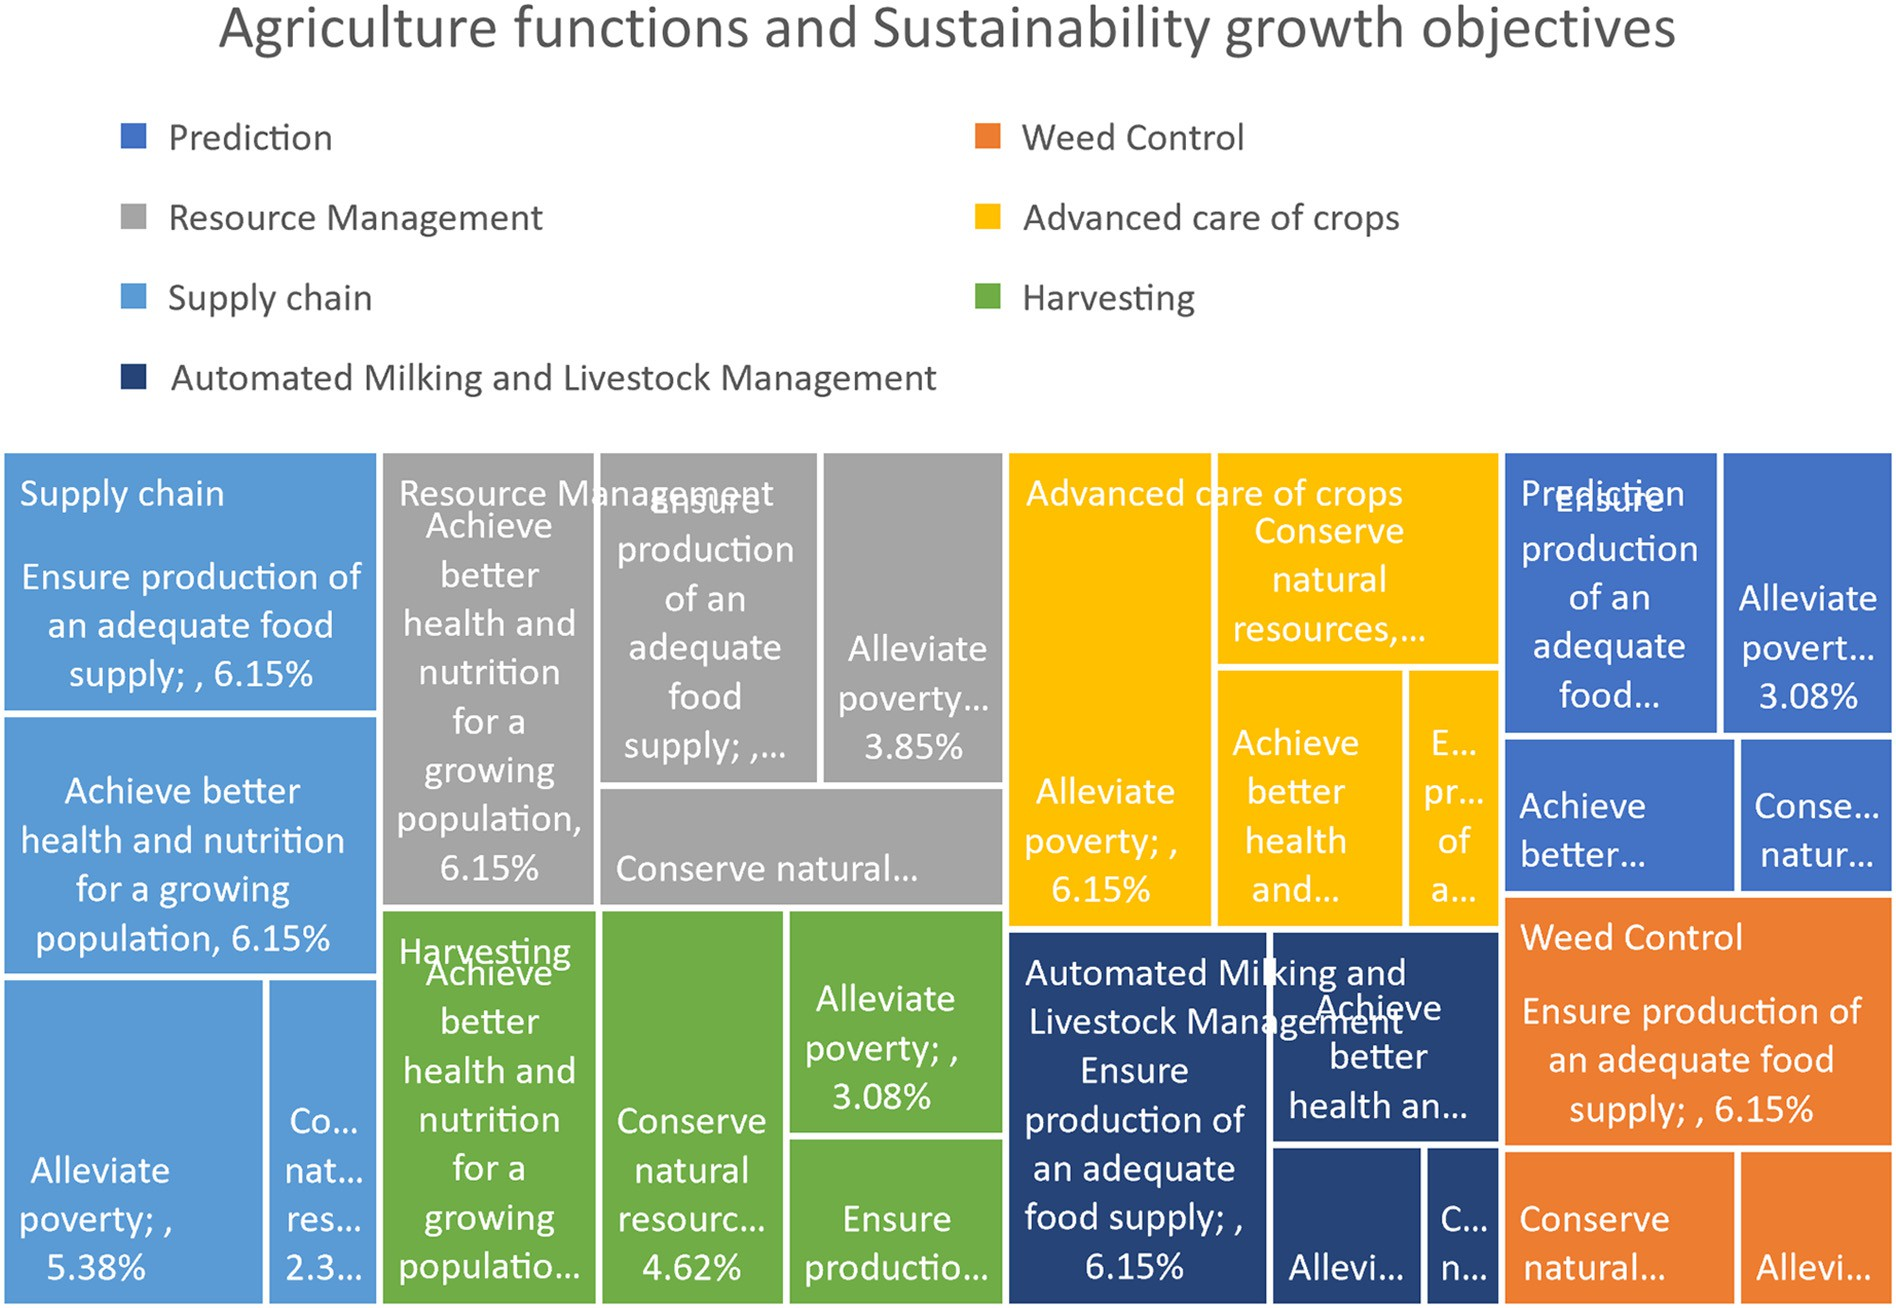 Agriculture functions and Sustainability growth objectives
Prediction
Weed Control
Resource Management
Advanced care of crops
Supply chain
Harvesting
Automated Milking and Livestock Management
Supply chain
Ensure production of
an adequate food
supply; , 6.15%
Achieve better
health and nutrition
for a growing
population, 6.15%
Alleviate
poverty; ,
5.38%
Co...
nat...
res...
2.3...
Resource Management
Achieve
better
health and
nutrition
for a
growing
population,
6.15%
Ensure
production
of an
adequate
food
supply; ,...
Alleviate
poverty...
3.85%
Conserve natural...
Harvesting
Achieve
better
health and
nutrition
for a
growing
populatio...
Conserve
natural
resourc...
4.62%
Alleviate
poverty; ,
3.08%
Ensure
productio...
Advanced care of crops
Alleviate
poverty; ,
6.15%
Conserve
natural
resources,...
Achieve
better
health
and...
E...
pr...
of
a...
Automated Milking and
Livestock Management
Ensure
production of
an adequate
food supply; ,
6.15%
Achieve
better
health an...
Allevi...
C...
n...
Prediction
Ensure
production
of an
adequate
food...
Alleviate
povert...
3.08%
Achieve
better...
Conse...
natur...
Weed Control
Ensure production of
an adequate food
supply; , 6.15%
Conserve
natural...
Allevi...